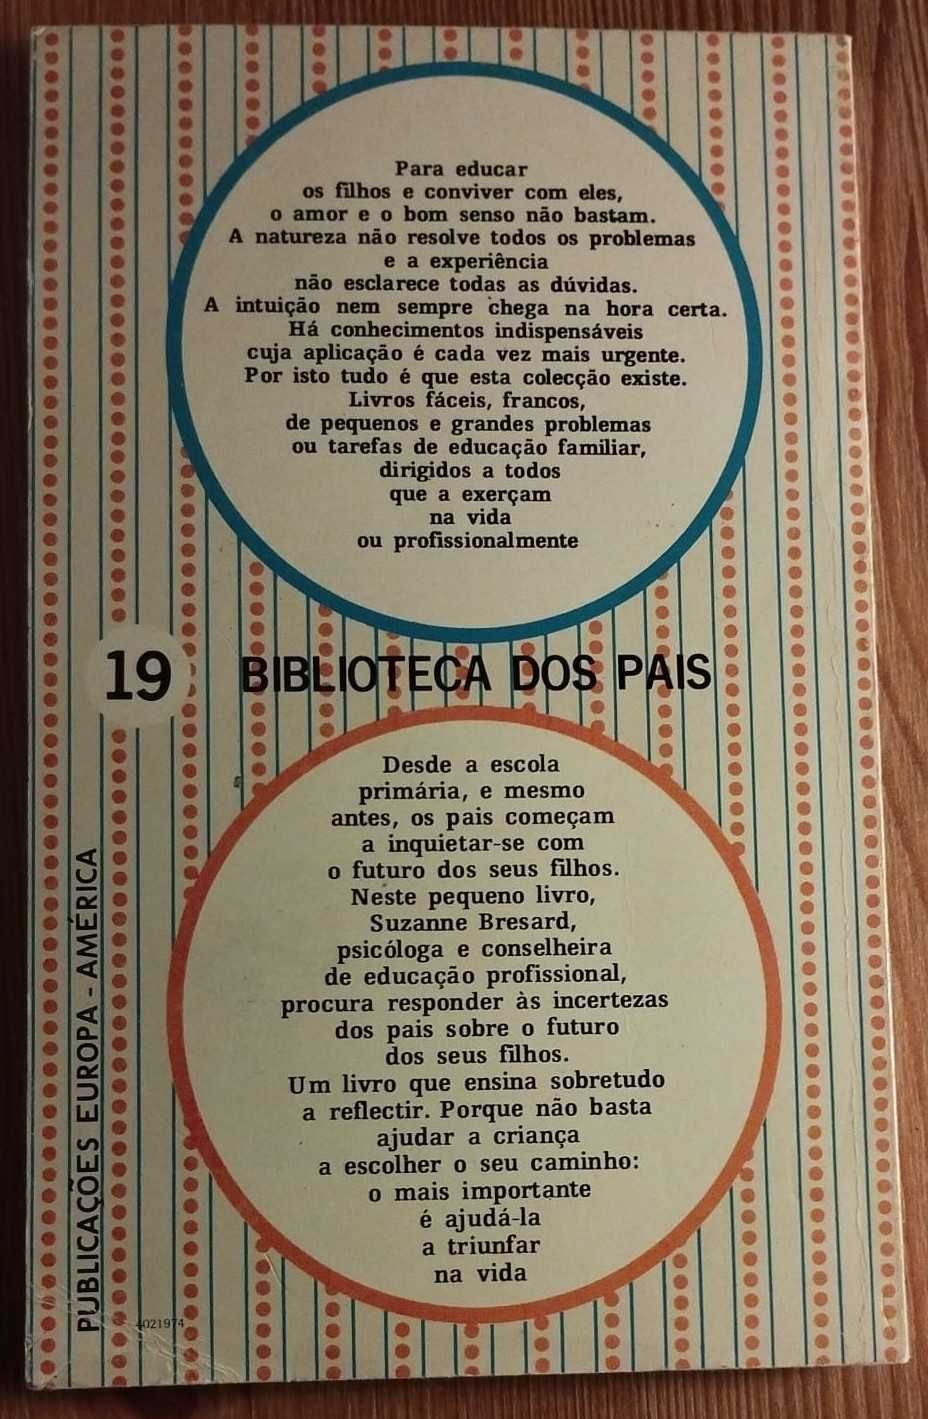 Para educar
os filhos e conviver com eles,
o amor e o bom senso não bastam.
A natureza não resolve todos os problemas
e a experiência
não esclarece todas as dúvidas.
A intuição nem sempre chega na hora certa.
Há conhecimentos indispensáveis
cuja aplicação é cada vez mais urgente.
Por isto tudo é que esta colecção existe.
Livros fáceis, francos,
de pequenos e grandes problemas
ou tarefas de educação familiar,
dirigidos a todos
que a exerçam
na vida
ou profissionalmente
19 BIBLIOTECA DOS PAIS
Desde a escola
primária, e mesmo
antes, os pais começam
a inquietar-se com
o futuro dos seus filhos.
Neste pequeno livro,
Suzanne Bresard,
psicóloga e conselheira
de educação profissional,
procura responder às incertezas
dos pais sobre o futuro
dos seus filhos.
Um livro que ensina sobretudo
a reflectir. Porque não basta
ajudar a criança
a escolher o seu caminho:
o mais importante
é ajudá-la
a triunfar
na vida
PUBLICAÇÕES EUROPA - AMÉRICA
4021974